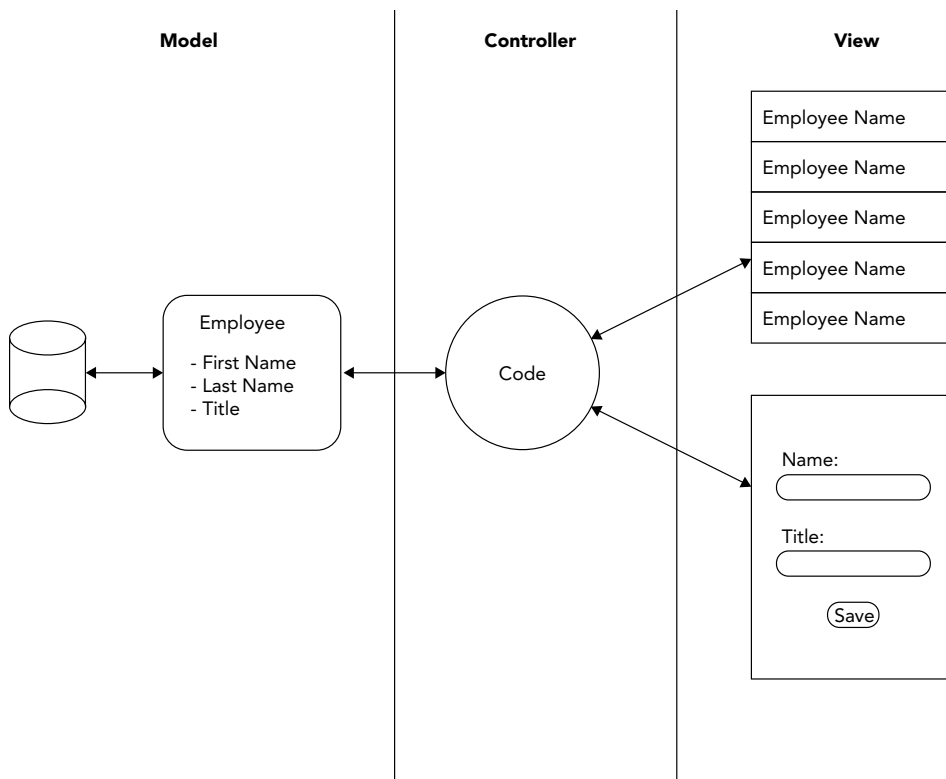 Model
Controller
View
Employee
- First Name
- Last Name
- Title
Code
Employee Name
Employee Name
Employee Name
Employee Name
Employee Name
Name:
Title:
Save